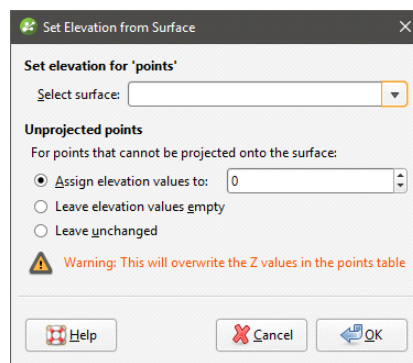 Set Elevation from Surface
Set elevation for 'points'
Select surface:
Unprojected points
For points that cannot be projected onto the surface:
Assign elevation values to: 0
Leave elevation values empty
Leave unchanged
Warning: This will overwrite the Z values in the points table
Help Cancel OK